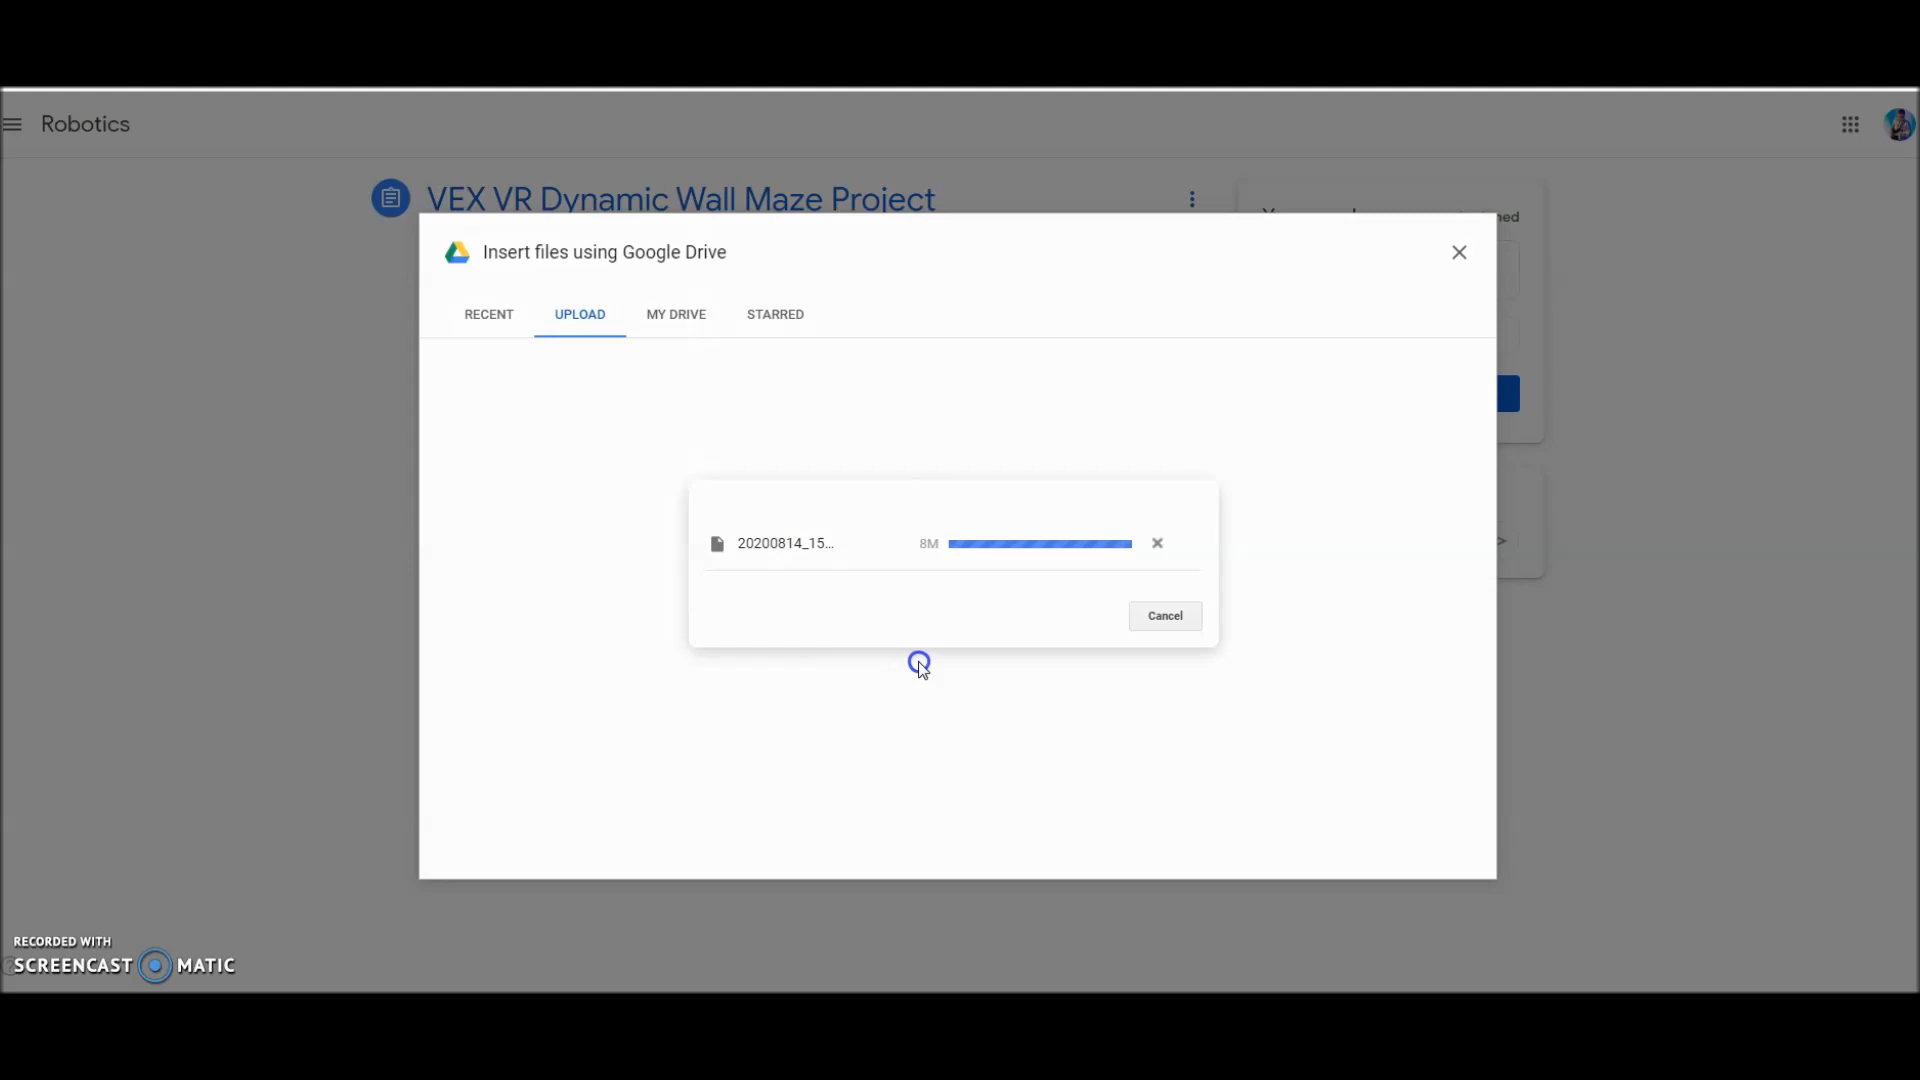 Robotics
VEX VR Dynamic Wall Maze Project
Insert files using Google Drive
RECENT
UPLOAD
MY DRIVE
STARRED
20200814_15...
8M
Cancel
RECORDED WITH
SCREENCAST MATIC